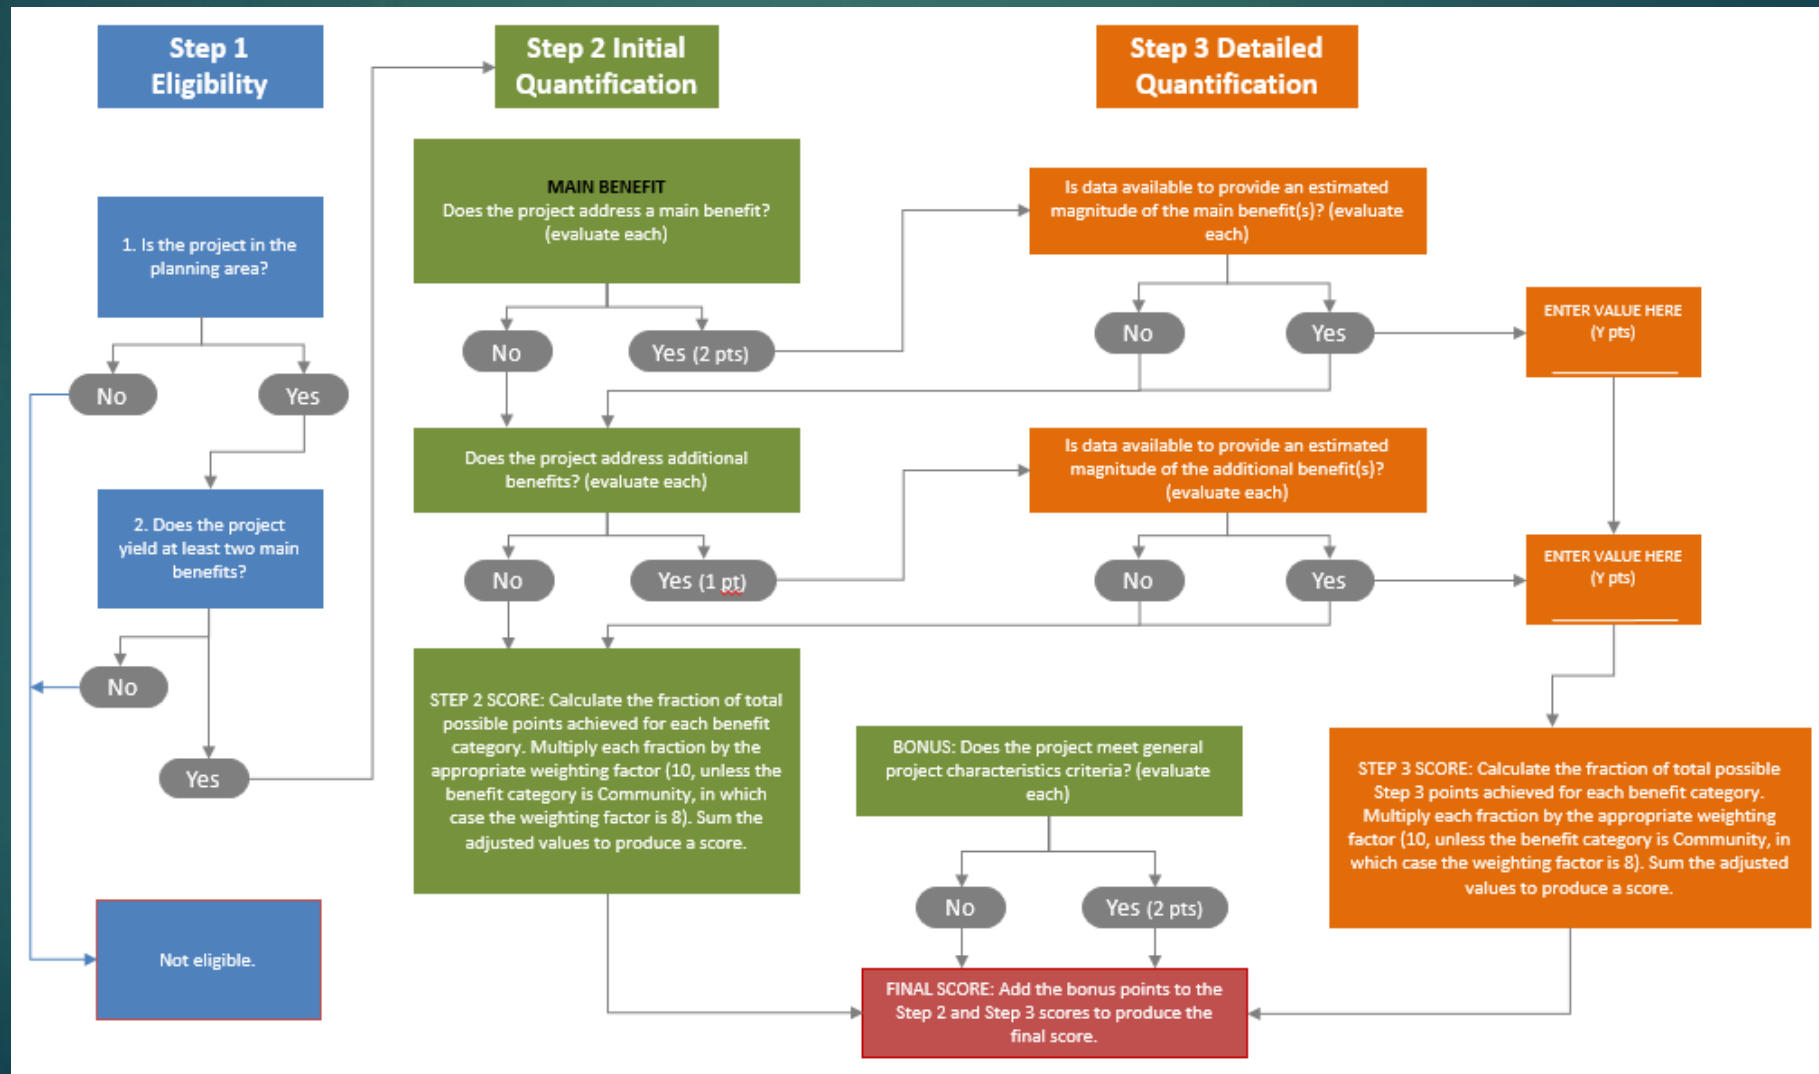 Step 1
Eligibility
1. Is the project in the
planning area?
No
Yes
2. Does the project
yield at least two main
benefits?
No
Yes
Not eligible.
Step 2 Initial
Quantification
MAIN BENEFIT
Does the project address a main benefit?
(evaluate each)
No
Yes (2 pts)
Does the project address additional
benefits? (evaluate each)
No
Yes (1 pt)
STEP 2 SCORE: Calculate the fraction of total
possible points achieved for each benefit
category. Multiply each fraction by the
appropriate weighting factor (10, unless the
benefit category is Community, in which
case the weighting factor is 8). Sum the
adjusted values to produce a score.
Step 3 Detailed
Quantification
Is data available to provide an estimated
magnitude of the main benefit(s)? (evaluate
each)
No
Yes
ENTER VALUE HERE
(Y pts)
Is data available to provide an estimated
magnitude of the additional benefit(s)?
(evaluate each)
No
Yes
ENTER VALUE HERE
(Y pts)
STEP 3 SCORE: Calculate the fraction of total possible
Step 3 points achieved for each benefit category.
Multiply each fraction by the appropriate weighting
factor (10, unless the benefit category is Community, in
which case the weighting factor is 8). Sum the adjusted
values to produce a score.
BONUS: Does the project meet general
project characteristics criteria? (evaluate
each)
No
Yes (2 pts)
FINAL SCORE: Add the bonus points to the
Step 2 and Step 3 scores to produce the
final score.